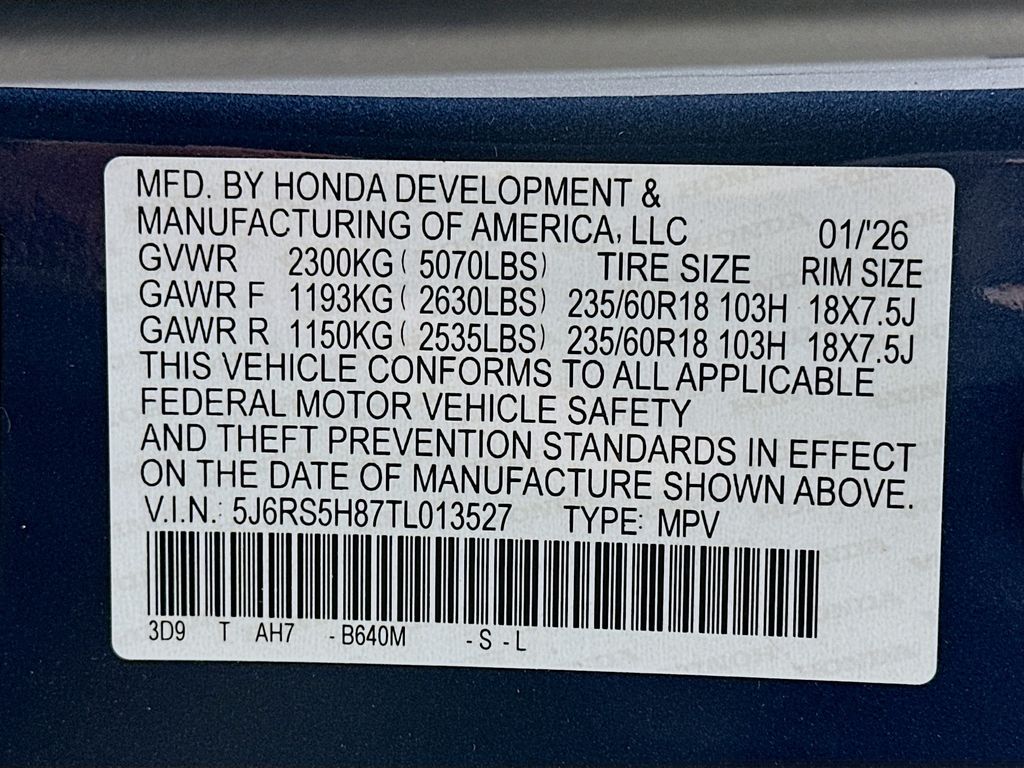 MFD. BY HONDA DEVELOPMENT &
MANUFACTURING OF AMERICA, LLC 01/'26
GVWR 2300KG ( 5070LBS) TIRE SIZE RIM SIZE
GAWR F 1193KG ( 2630LBS) 235/60R18 103H 18X7.5J
GAWR R 1150KG ( 2535LBS) 235/60R18 103H 18X7.5J
THIS VEHICLE CONFORMS TO ALL APPLICABLE
FEDERAL MOTOR VEHICLE SAFETY
AND THEFT PREVENTION STANDARDS IN EFFECT
ON THE DATE OF MANUFACTURE SHOWN ABOVE.
V.I.N.: 5J6RS5H87TL013527 TYPE: MPV
3D9 T AH7 - B640M - S - L